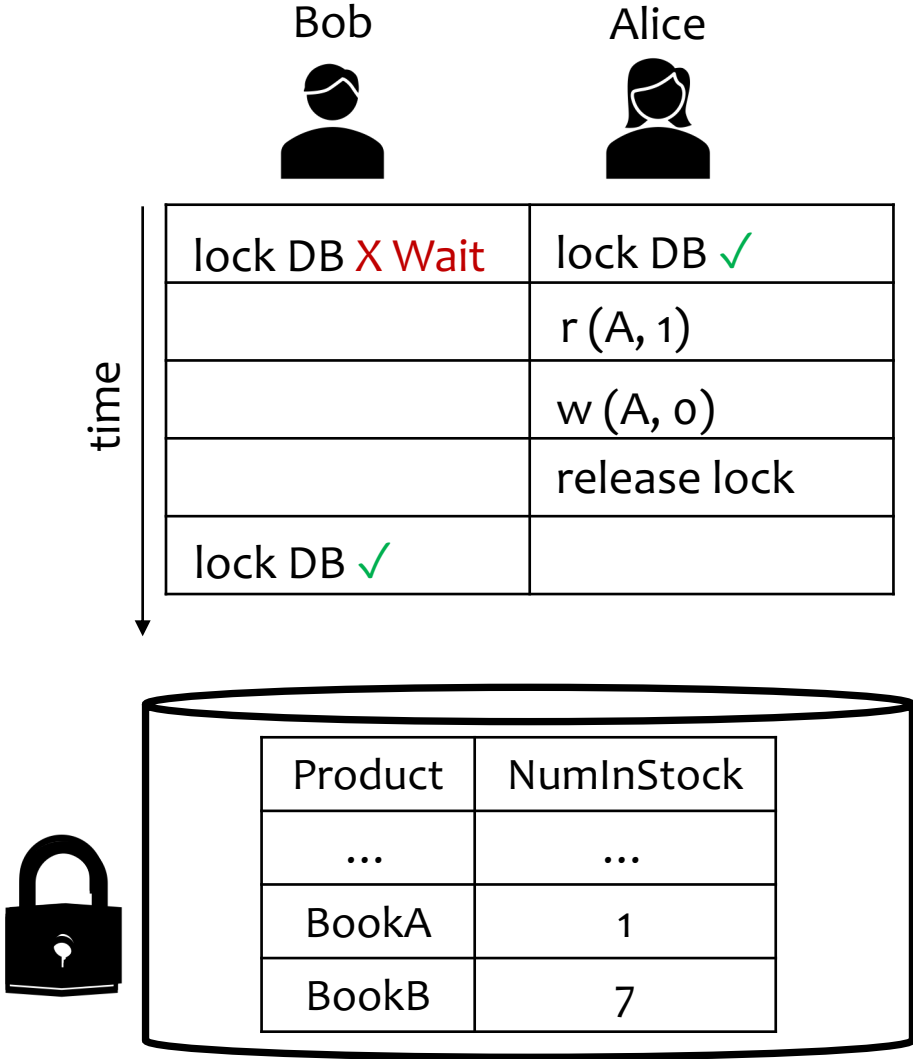 Bob Alice
lock DB X Wait lock DB ✓
r (A, 1)
w (A, 0)
release lock
lock DB ✓
time
Product NumInStock
... ...
BookA 1
BookB 7